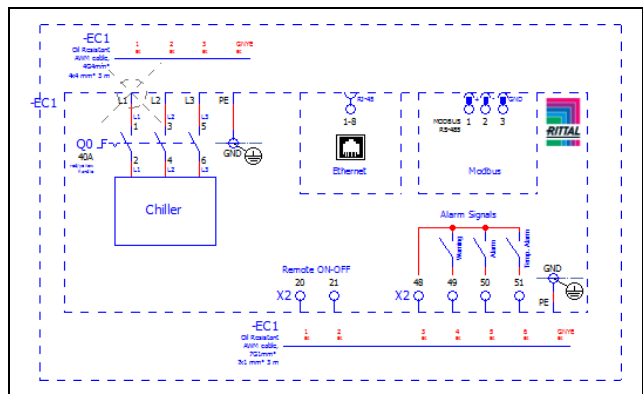 -EC1
Oil Resistant
AWM cable,
4G4mm²
4x4 mm² 3 m
1 2 3 GNYE
-EC1
L1 L2 L3 PE
L1 L2 L3
1 3 5
Q0
40A
2 4 6
L1 L2 L3
GND
Chiller
RJ-45
1-8
Ethernet
GND
MODBUS
RS-485
1 2 3
Modbus
RITTAL
Alarm Signals
Warning
Alarm
Temp. Alarm
Remote ON-OFF
X2 20 21
X2 48 49 50 51
GND
PE
-EC1
Oil Resistant
AWM cable,
7G1mm²
7x1 mm² 3 m
1 2 3 4 5 6 GNYE